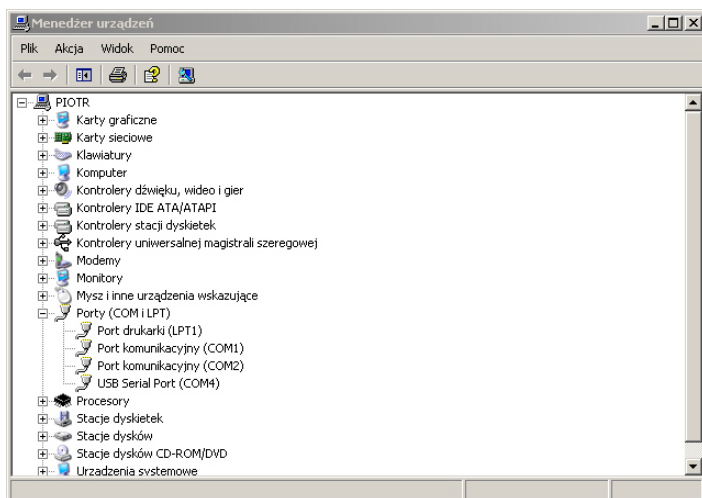 Menedżer urządzeń
Plik Akcja Widok Pomoc
PIOTR
Karty graficzne
Karty sieciowe
Klawiatury
Komputer
Kontrolery dźwięku, wideo i gier
Kontrolery IDE ATA/ATAPI
Kontrolery stacji dyskietek
Kontrolery uniwersalnej magistrali szeregowej
Modemy
Monitory
Mysz i inne urządzenia wskazujące
Porty (COM i LPT)
Port drukarki (LPT1)
Port komunikacyjny (COM1)
Port komunikacyjny (COM2)
USB Serial Port (COM4)
Procesory
Stacje dyskietek
Stacje dysków
Stacje dysków CD-ROM/DVD
Urządzenia systemowe